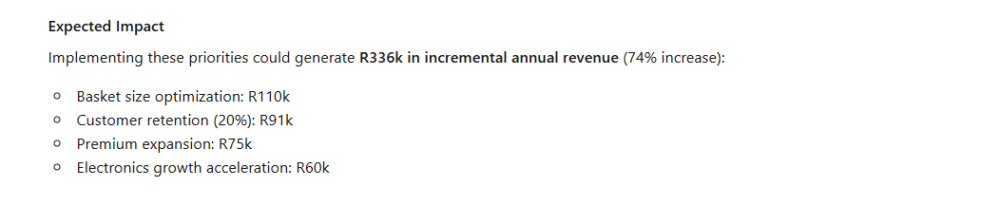 Expected Impact
Implementing these priorities could generate R336k in incremental annual revenue (74% increase):
Basket size optimization: R110k
Customer retention (20%): R91k
Premium expansion: R75k
Electronics growth acceleration: R60k